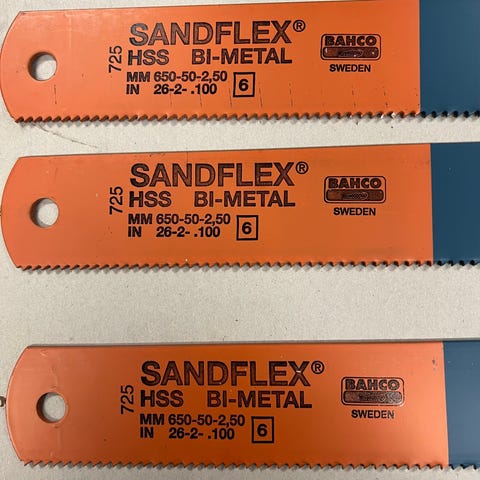 725
SANDFLEX®
HSS BI-METAL
MM 650-50-2,50
IN 26-2- .100 6
BAHCO
SWEDEN
725
SANDFLEX®
HSS BI-METAL
MM 650-50-2,50
IN 26-2- .100 6
BAHCO
SWEDEN
725
SANDFLEX®
HSS BI-METAL
MM 650-50-2,50
IN 26-2- .100 6
BAHCO
SWEDEN